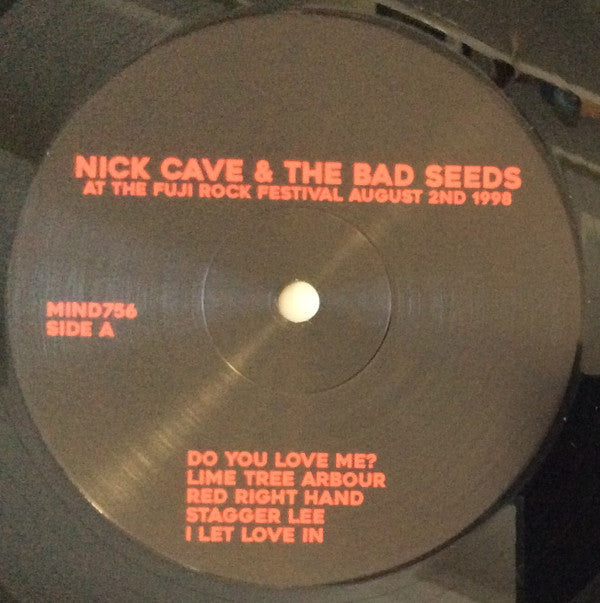 NICK CAVE & THE BAD SEEDS
AT THE FUJI ROCK FESTIVAL AUGUST 2ND 1998
MIND756
SIDE A
DO YOU LOVE ME?
LIME TREE ARBOUR
RED RIGHT HAND
STAGGER LEE
I LET LOVE IN